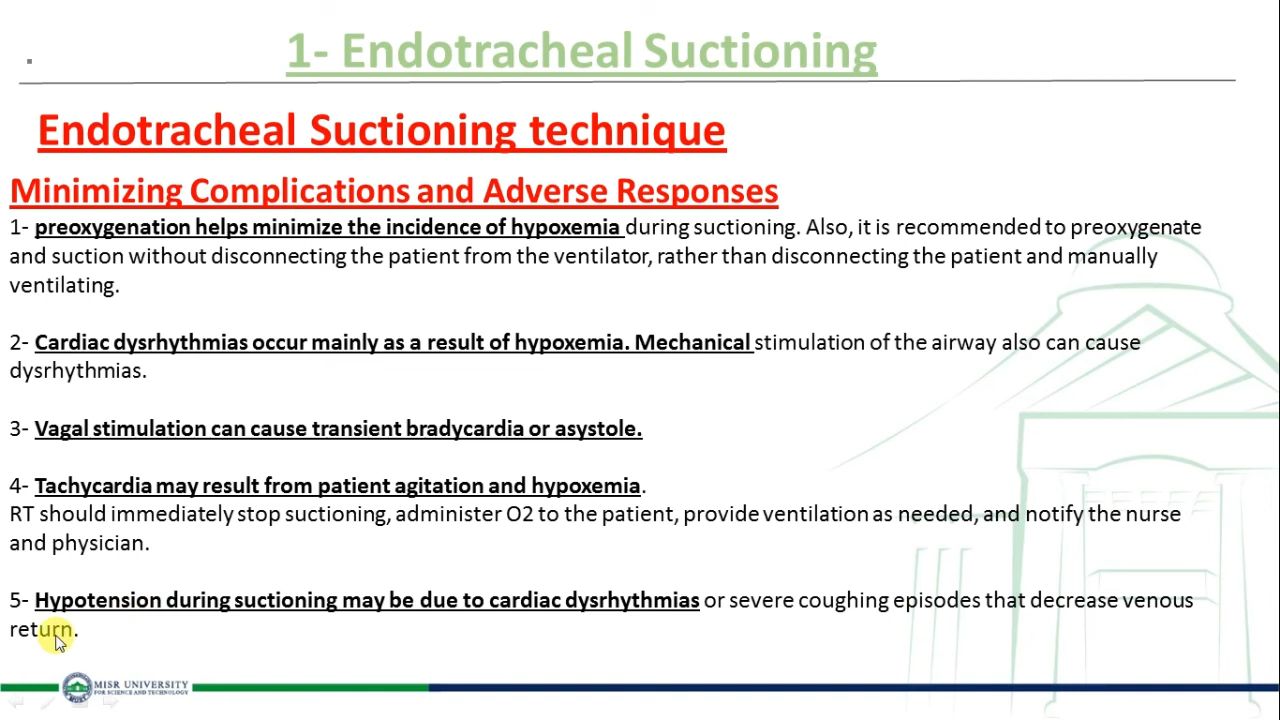 1- Endotracheal Suctioning
Endotracheal Suctioning technique
Minimizing Complications and Adverse Responses
1- preoxygenation helps minimize the incidence of hypoxemia during suctioning. Also, it is recommended to preoxygenate
and suction without disconnecting the patient from the ventilator, rather than disconnecting the patient and manually
ventilating.
2- Cardiac dysrhythmias occur mainly as a result of hypoxemia. Mechanical stimulation of the airway also can cause
dysrhythmias.
3- Vagal stimulation can cause transient bradycardia or asystole.
4- Tachycardia may result from patient agitation and hypoxemia.
RT should immediately stop suctioning, administer O2 to the patient, provide ventilation as needed, and notify the nurse
and physician.
5- Hypotension during suctioning may be due to cardiac dysrhythmias or severe coughing episodes that decrease venous
return.
MISR UNIVERSITY
FOR SCIENCE AND TECHNOLOGY